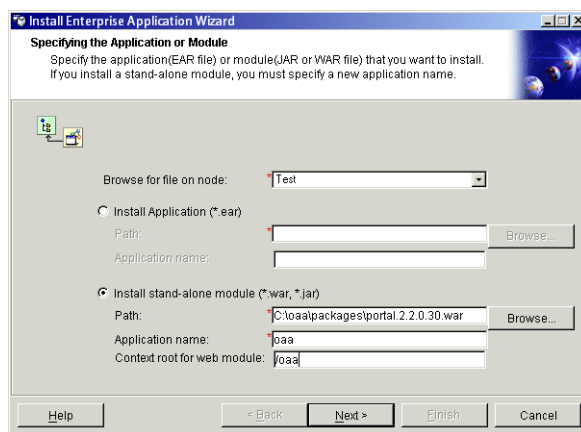 Install Enterprise Application Wizard
Specifying the Application or Module
Specify the application(EAR file) or module(JAR or WAR file) that you want to install.
If you install a stand-alone module, you must specify a new application name.
Browse for file on node: *Test
Install Application (*.ear)
Path: * Browse...
Application name:
Install stand-alone module (*.war, *.jar)
Path: *C:\oaa\packages\portal.2.2.0.30.war Browse...
Application name: *oaa
Context root for web module: /oaa
Help < Back Next > Finish Cancel